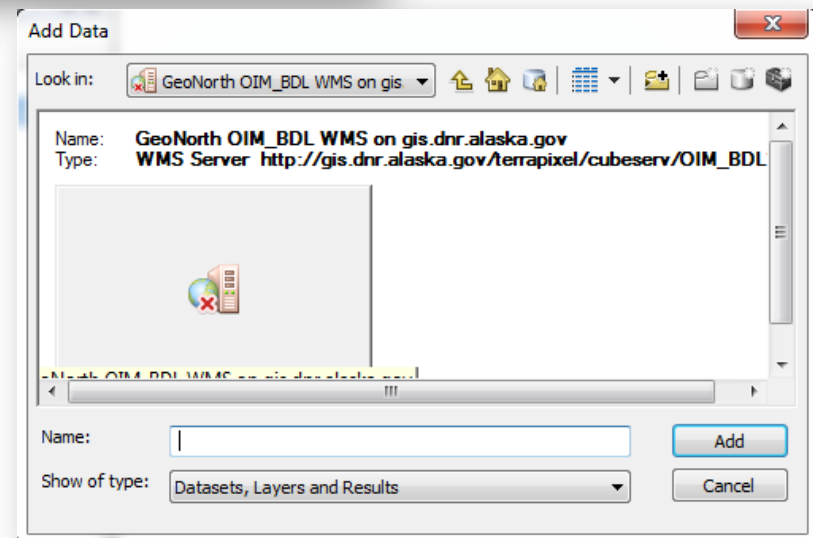 Add Data
Look in: GeoNorth OIM_BDL WMS on gis
Name: GeoNorth OIM_BDL WMS on gis.dnr.alaska.gov
Type: WMS Server http://gis.dnr.alaska.gov/terrapixel/cubeserv/OIM_BDL
Name:
Add
Show of type: Datasets, Layers and Results
Cancel